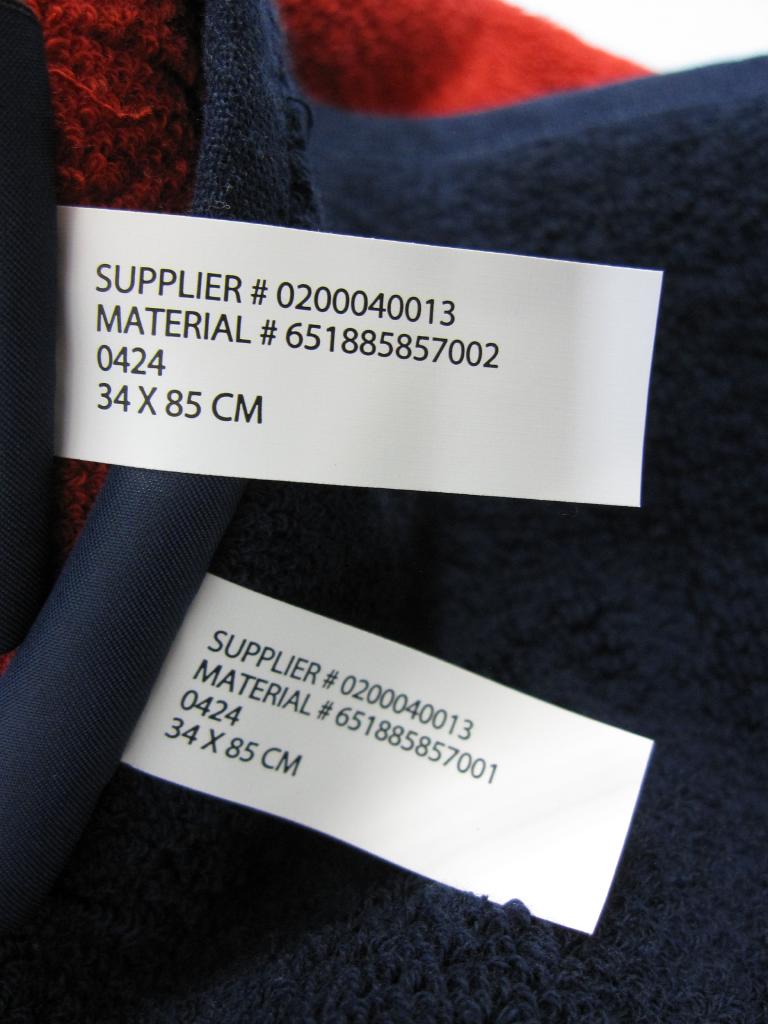 SUPPLIER # 0200040013
MATERIAL # 651885857002
0424
34 X 85 CM
SUPPLIER # 0200040013
MATERIAL # 651885857001
0424
34 X 85 CM